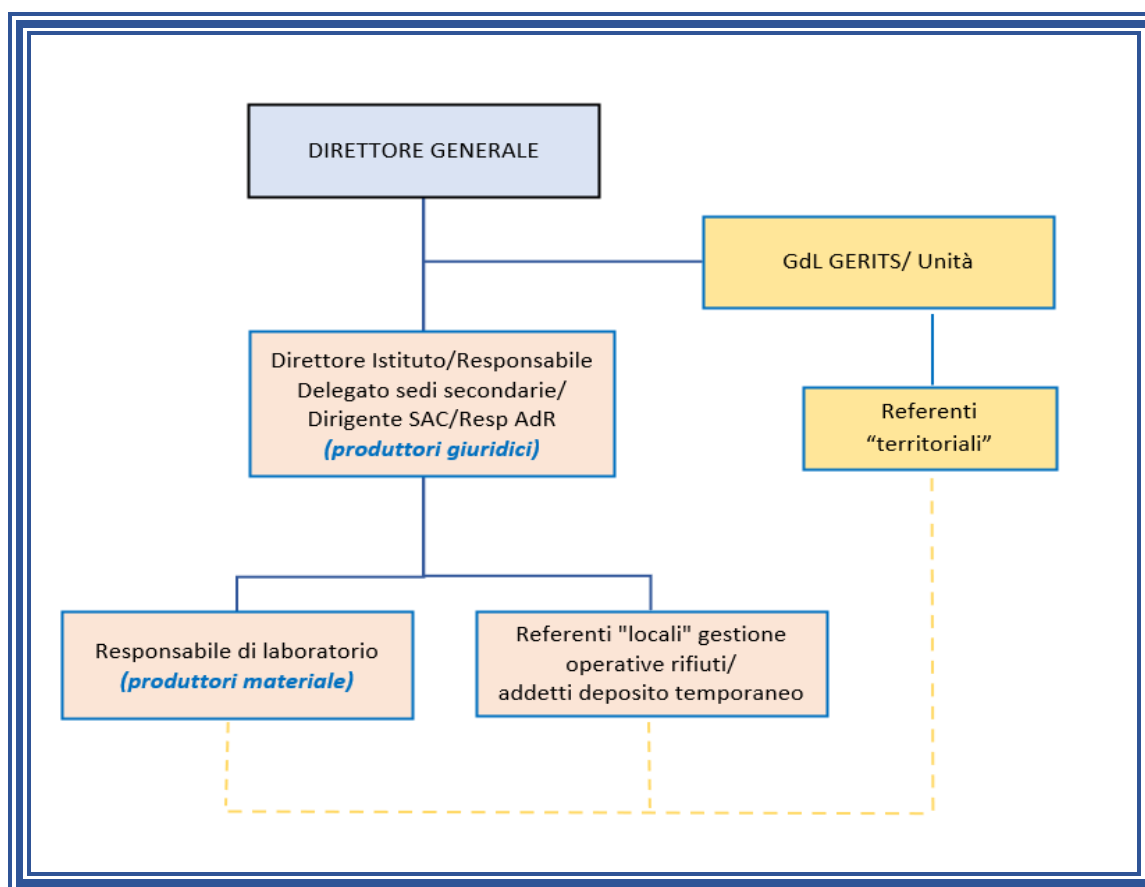 DIRETTORE GENERALE
GdL GERITS/ Unità
Direttore Istituto/Responsabile
Delegato sedi secondarie/
Dirigente SAC/Resp AdR
(produttori giuridici)
Referenti
“territoriali”
Responsabile di laboratorio
(produttori materiale)
Referenti "locali" gestione
operative rifiuti/
addetti deposito temporaneo